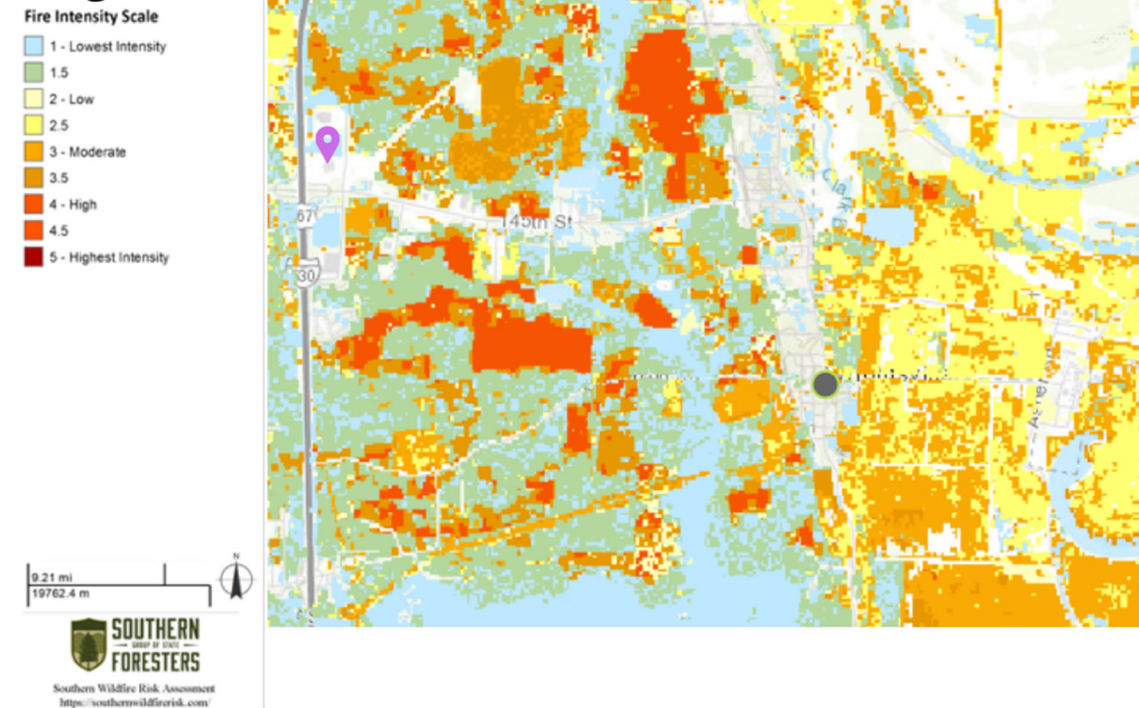 Fire Intensity Scale
1 - Lowest Intensity
1.5
2 - Low
2.5
3 - Moderate
3.5
4 - High
4.5
5 - Highest Intensity
67
145th St
30
N
9.21 mi
19762.4 m
SOUTHERN
GROUP OF STATE
FORESTERS
Southern Wildfire Risk Assessment
https://southernwildfirerisk.com/